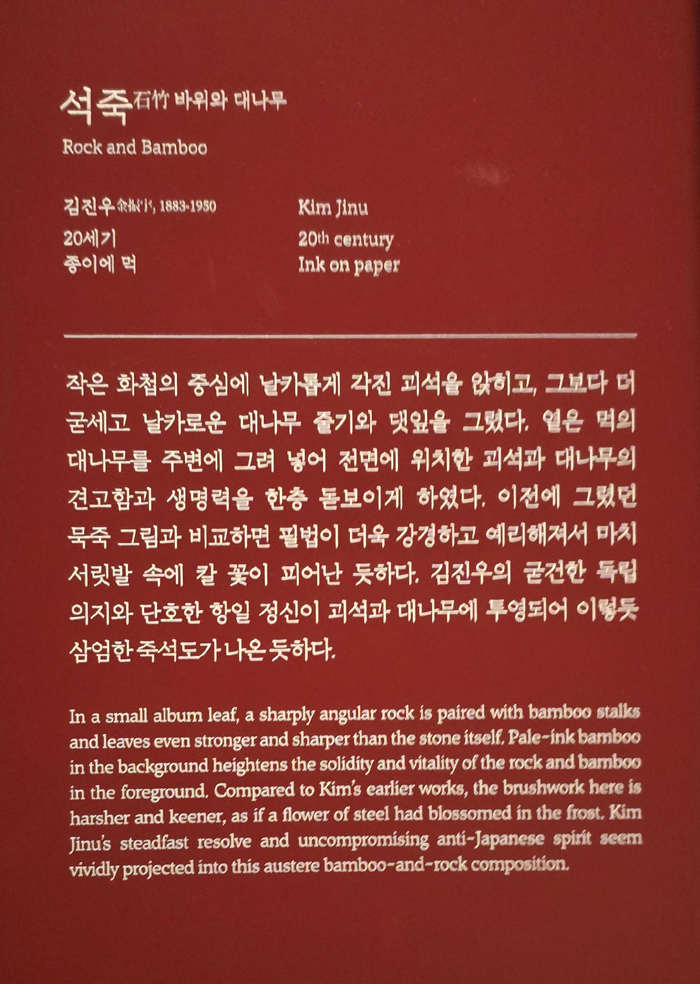 석죽石竹 바위와 대나무
Rock and Bamboo
김진우金振宇, 1883-1950
Kim Jinu
20세기
20th century
종이에 먹
Ink on paper
작은 화첩의 중심에 날카롭게 각진 괴석을 앉히고, 그보다 더
굳세고 날카로운 대나무 줄기와 댓잎을 그렸다. 옅은 먹의
대나무를 주변에 그려 넣어 전면에 위치한 괴석과 대나무의
견고함과 생명력을 한층 돋보이게 하였다. 이전에 그렸던
묵죽 그림과 비교하면 필법이 더욱 강경하고 예리해져서 마치
서릿발 속에 칼 꽃이 피어난 듯하다. 김진우의 굳건한 독립
의지와 단호한 항일 정신이 괴석과 대나무에 투영되어 이렇듯
삼엄한 죽석도가 나온 듯하다.
In a small album leaf, a sharply angular rock is paired with bamboo stalks
and leaves even stronger and sharper than the stone itself. Pale-ink bamboo
in the background heightens the solidity and vitality of the rock and bamboo
in the foreground. Compared to Kim's earlier works, the brushwork here is
harsher and keener, as if a flower of steel had blossomed in the frost. Kim
Jinu's steadfast resolve and uncompromising anti-Japanese spirit seem
vividly projected into this austere bamboo-and-rock composition.